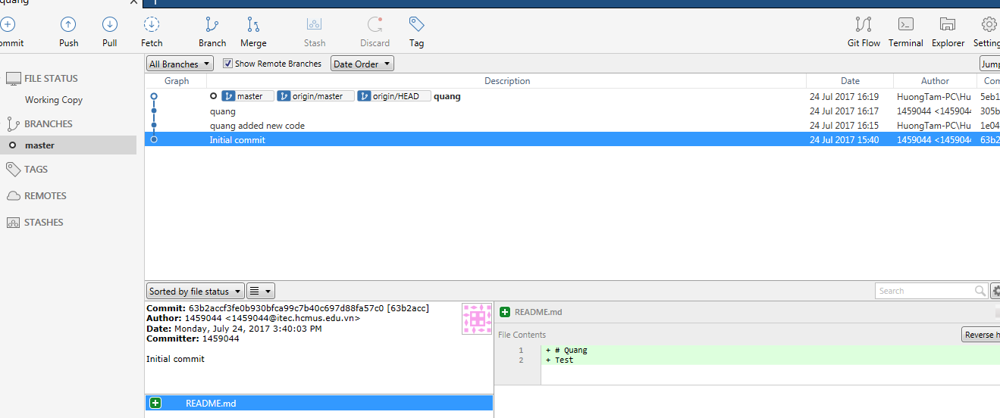 quang
ommit Push Pull Fetch Branch Merge Stash Discard Tag Git Flow Terminal Explorer Setting
All Branches Show Remote Branches Date Order Jump
Graph Description Date Author Com
FILE STATUS
Working Copy
BRANCHES
master
TAGS
REMOTES
STASHES
master origin/master origin/HEAD quang 24 Jul 2017 16:19 HuongTam-PC\Hu 5eb1
quang 24 Jul 2017 16:17 1459044 <1459044 305b
quang added new code 24 Jul 2017 16:15 HuongTam-PC\Hu 1e04
Initial commit 24 Jul 2017 15:40 1459044 <1459044 63b2
Sorted by file status Search
Commit: 63b2accf3fe0b930bfca99c7b40c697d88fa57c0 [63b2acc]
Author: 1459044 <1459044@itec.hcmus.edu.vn>
Date: Monday, July 24, 2017 3:40:03 PM
Committer: 1459044
Initial commit
README.md
README.md
File Contents Reverse h
1 + # Quang
2 + Test